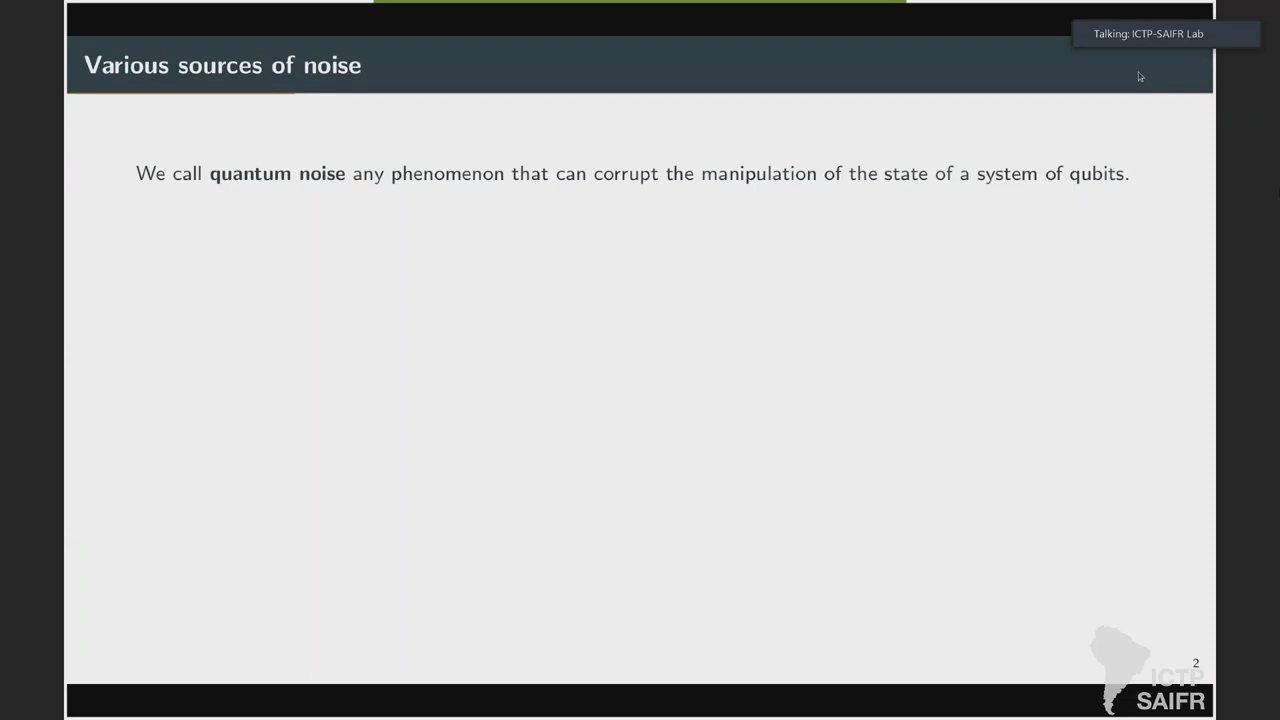 Talking: ICTP-SAIFR Lab
Various sources of noise
We call quantum noise any phenomenon that can corrupt the manipulation of the state of a system of qubits.
2
ICTP
SAIFR